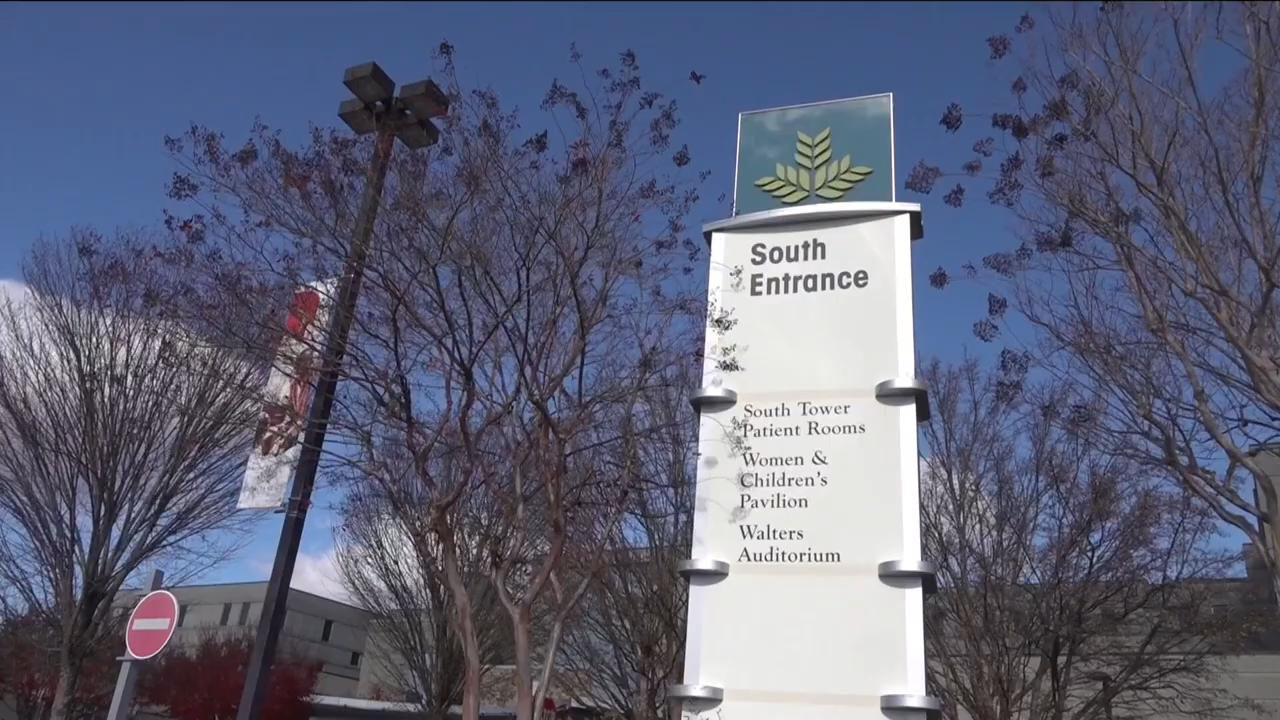 South
Entrance
South Tower
Patient Rooms
Women &
Children's
Pavilion
Walters
Auditorium